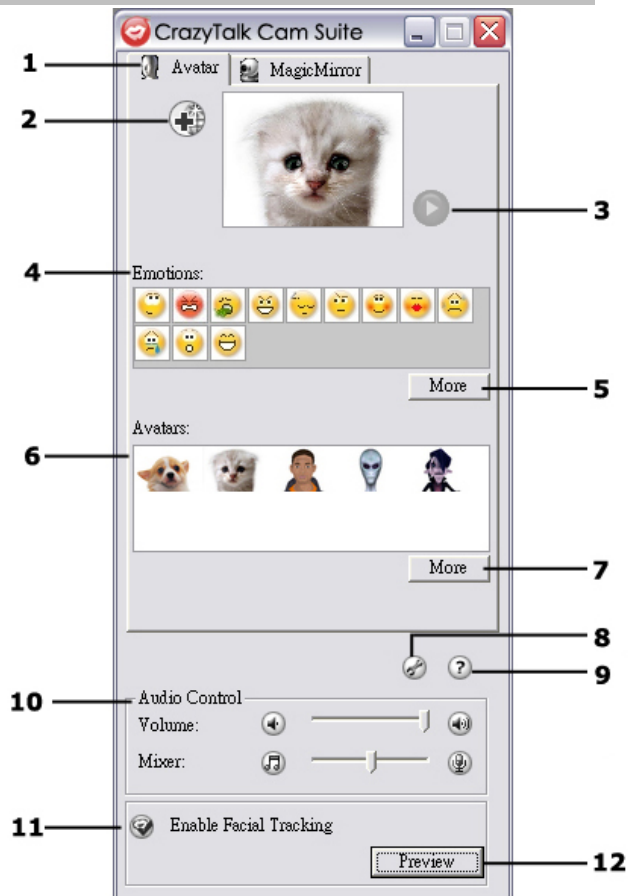 CrazyTalk Cam Suite
1 Avatar MagicMirror
2
3
4 Emotions:
More 5
Avatars:
6
More 7
8
? 9
10 Audio Control
Volume:
Mixer:
11 Enable Facial Tracking
Preview 12